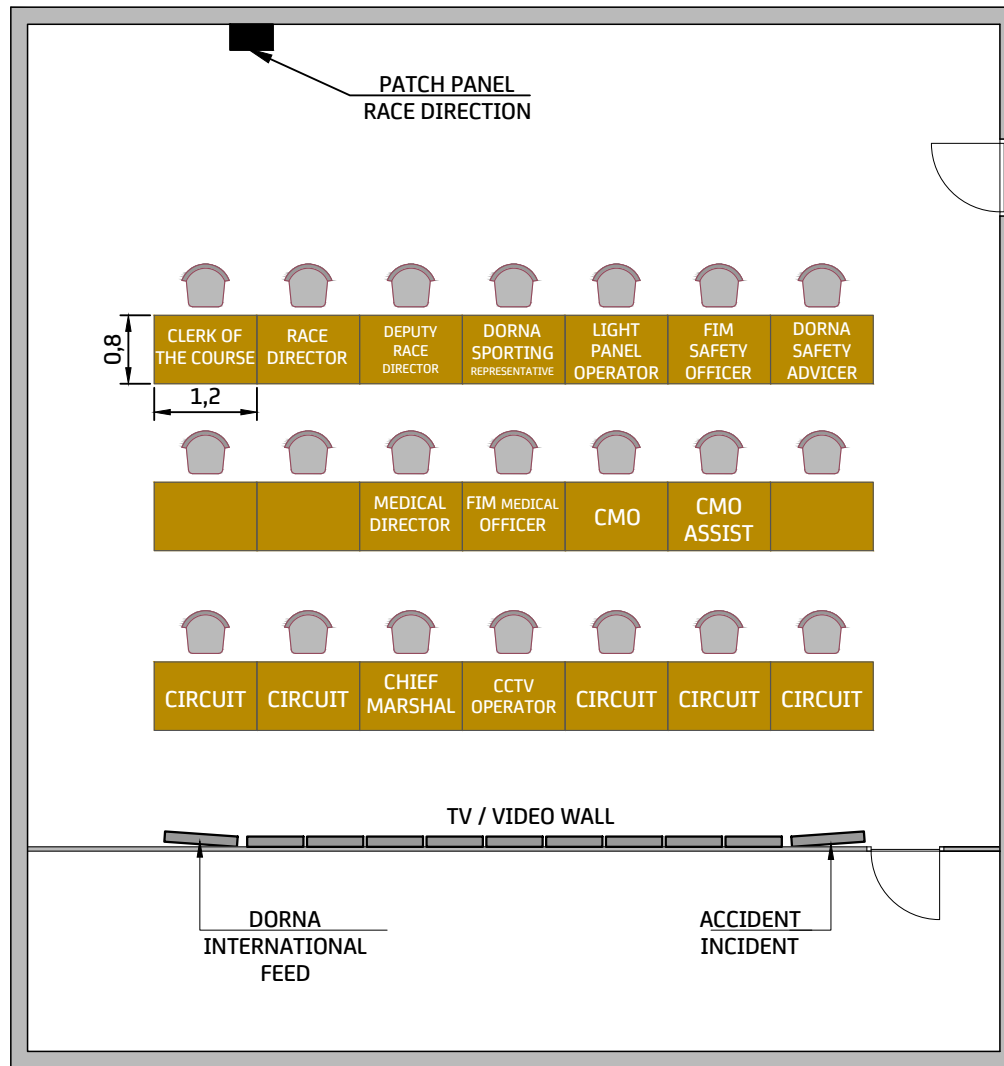 PATCH PANEL
RACE DIRECTION
0,8
1,2
CLERK OF
THE COURSE
RACE
DIRECTOR
DEPUTY
RACE
DIRECTOR
DORNA
SPORTING
REPRESENTATIVE
LIGHT
PANEL
OPERATOR
FIM
SAFETY
OFFICER
DORNA
SAFETY
ADVICER
MEDICAL
DIRECTOR
FIM MEDICAL
OFFICER
CMO
CMO
ASSIST
CIRCUIT
CIRCUIT
CHIEF
MARSHAL
CCTV
OPERATOR
CIRCUIT
CIRCUIT
CIRCUIT
TV / VIDEO WALL
DORNA
INTERNATIONAL
FEED
ACCIDENT
INCIDENT